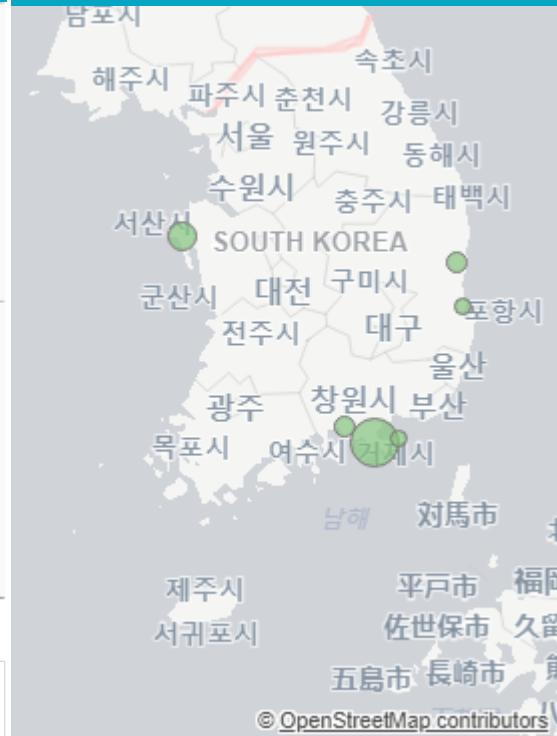 남포시
속초시
해주시
파주시 춘천시
강릉시
서울 원주시
동해시
수원시
충주시 태백시
서산시
SOUTH KOREA
구미시
군산시 대전
포항시
전주시 대구
울산
광주 창원시 부산
목포시 여수시 거제시
남해 対馬市
제주시 平戸市
서귀포시 佐世保市
五島市 長崎市
© OpenStreetMap contributors